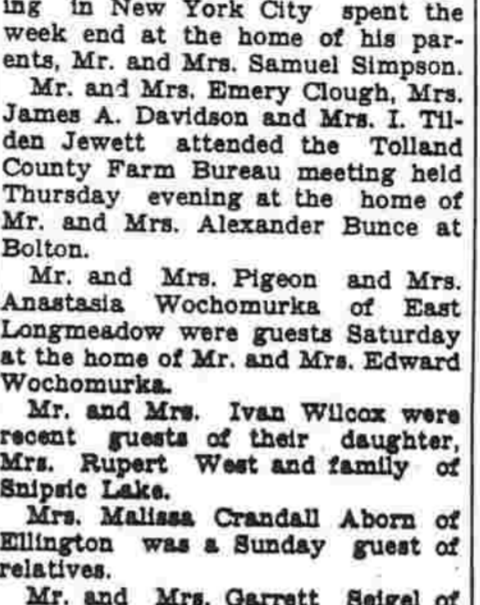 ing in New York City spent the
week end at the home of his par-
ents, Mr. and Mrs. Samuel Simpson.
Mr. and Mrs. Emery Clough, Mrs.
James A. Davidson and Mrs. I. Til-
den Jewett attended the Tolland
County Farm Bureau meeting held
Thursday evening at the home of
Mr. and Mrs. Alexander Bunce at
Bolton.
Mr. and Mrs. Pigeon and Mrs.
Anastasia Wochomurka of East
Longmeadow were guests Saturday
at the home of Mr. and Mrs. Edward
Wochomurka.
Mr. and Mrs. Ivan Wilcox were
recent guests of their daughter,
Mrs. Rupert West and family of
Snipsic Lake.
Mrs. Malissa Crandall Aborn of
Ellington was a Sunday guest of
relatives.
Mr. and Mrs. Garrett Seigel of